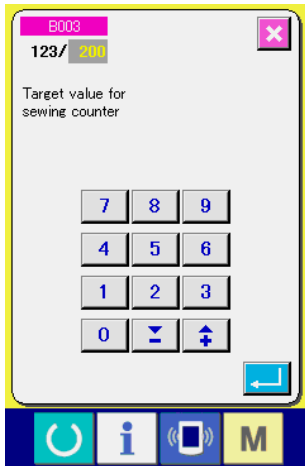 B003
123/ 200
Target value for
sewing counter
7 8 9
4 5 6
1 2 3
0
i M